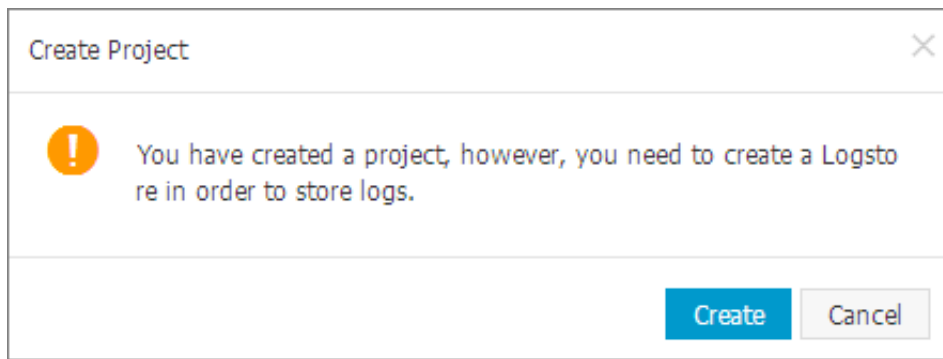 Create Project
You have created a project, however, you need to create a Logsto
re in order to store logs.
Create Cancel